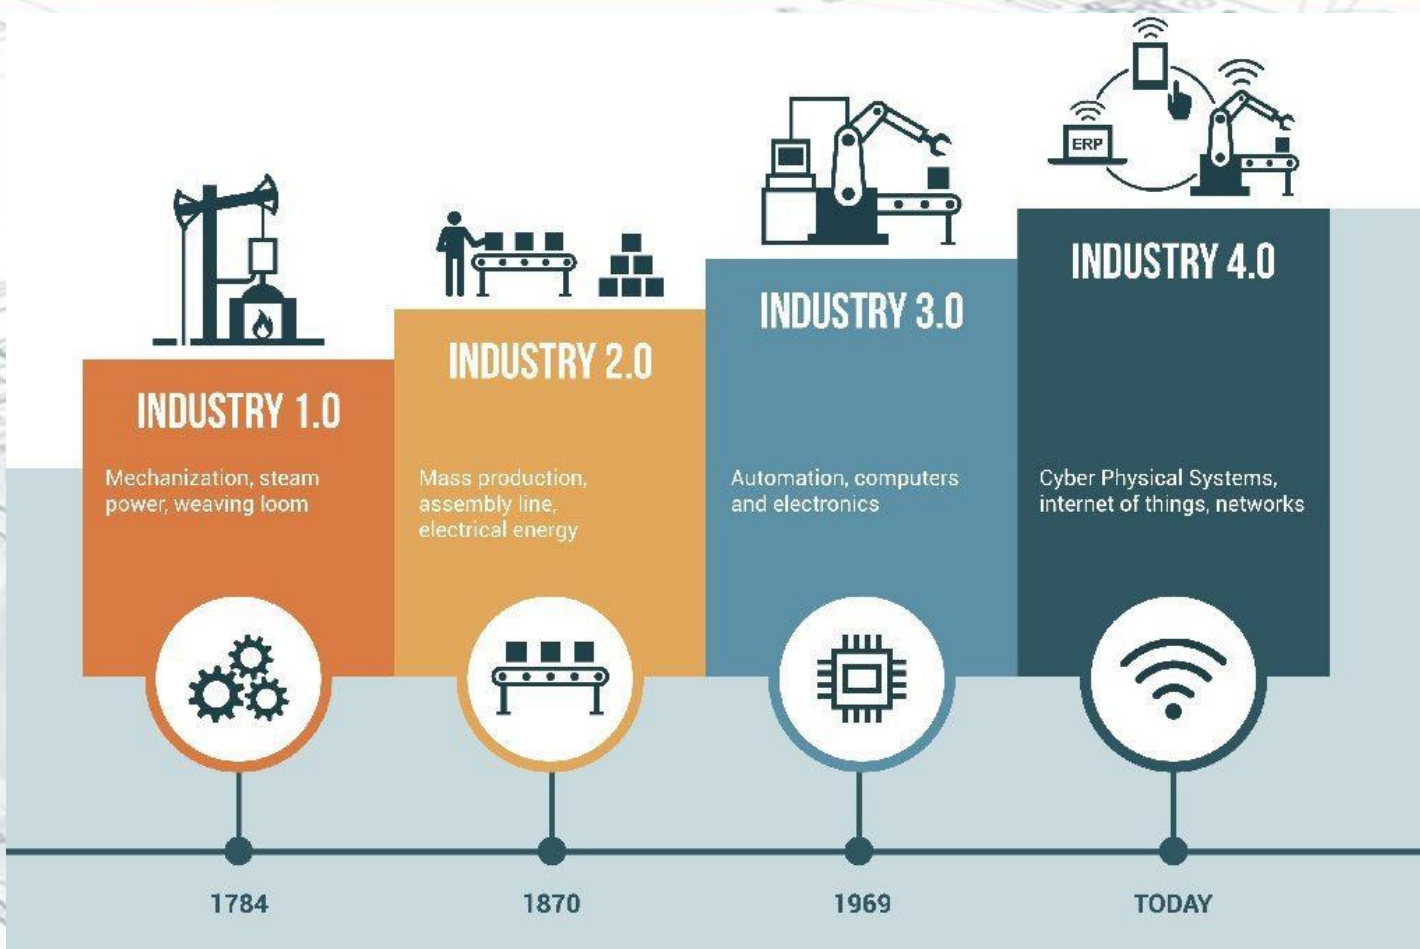 ERP
INDUSTRY 1.0
Mechanization, steam
power, weaving loom
1784
INDUSTRY 2.0
Mass production,
assembly line,
electrical energy
1870
INDUSTRY 3.0
Automation, computers
and electronics
1969
INDUSTRY 4.0
Cyber Physical Systems,
internet of things, networks
TODAY